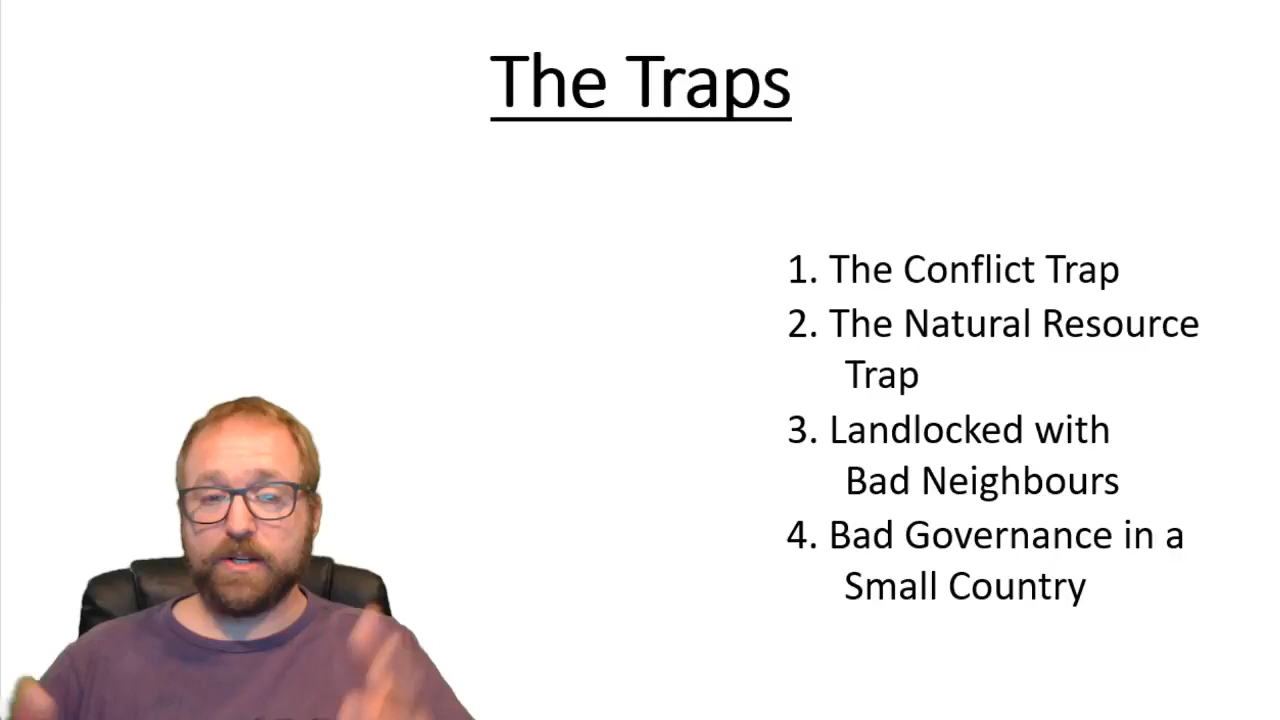 The Traps
1. The Conflict Trap
2. The Natural Resource
Trap
3. Landlocked with
Bad Neighbours
4. Bad Governance in a
Small Country